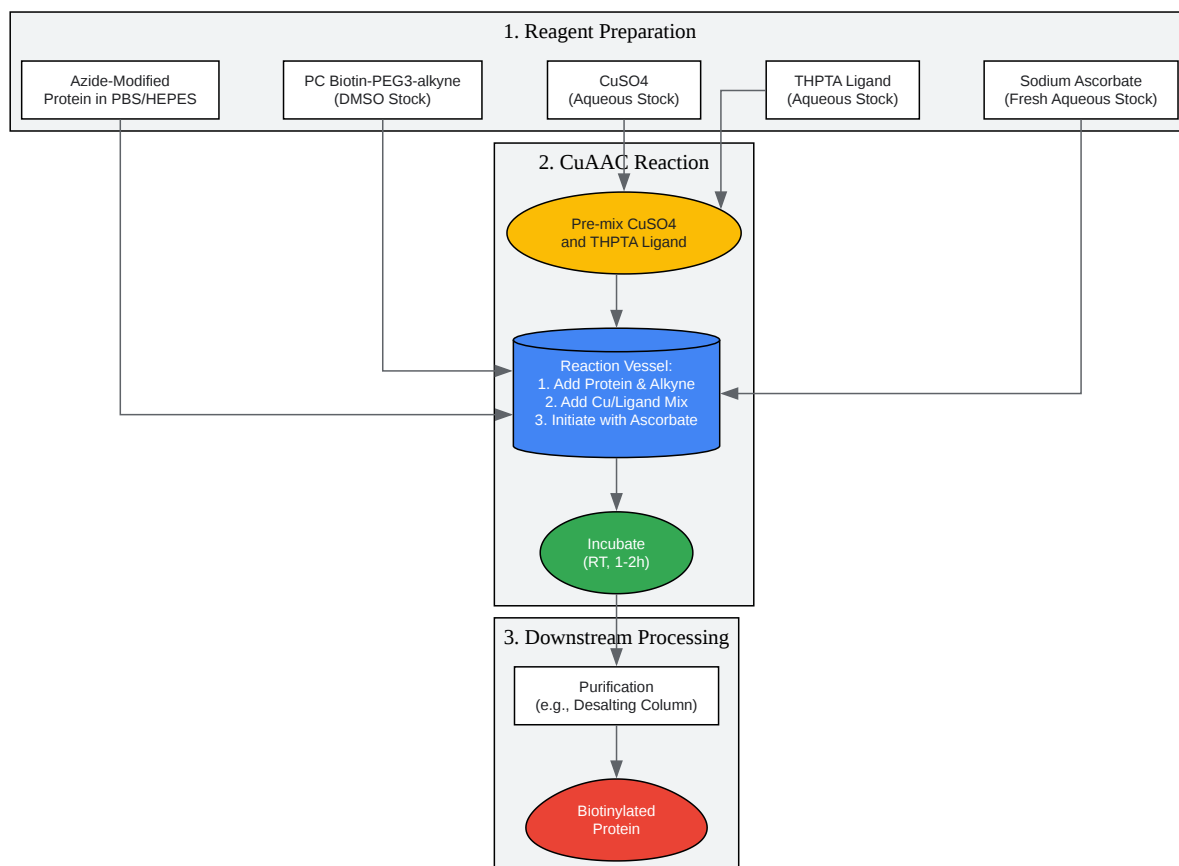 1. Reagent Preparation
Azide-Modified
Protein in PBS/HEPES
PC Biotin-PEG3-alkyne
(DMSO Stock)
CuSO4
(Aqueous Stock)
THPTA Ligand
(Aqueous Stock)
Sodium Ascorbate
(Fresh Aqueous Stock)
2. CuAAC Reaction
Pre-mix CuSO4
and THPTA Ligand
Reaction Vessel:
1. Add Protein & Alkyne
2. Add Cu/Ligand Mix
3. Initiate with Ascorbate
Incubate
(RT, 1-2h)
3. Downstream Processing
Purification
(e.g., Desalting Column)
Biotinylated
Protein